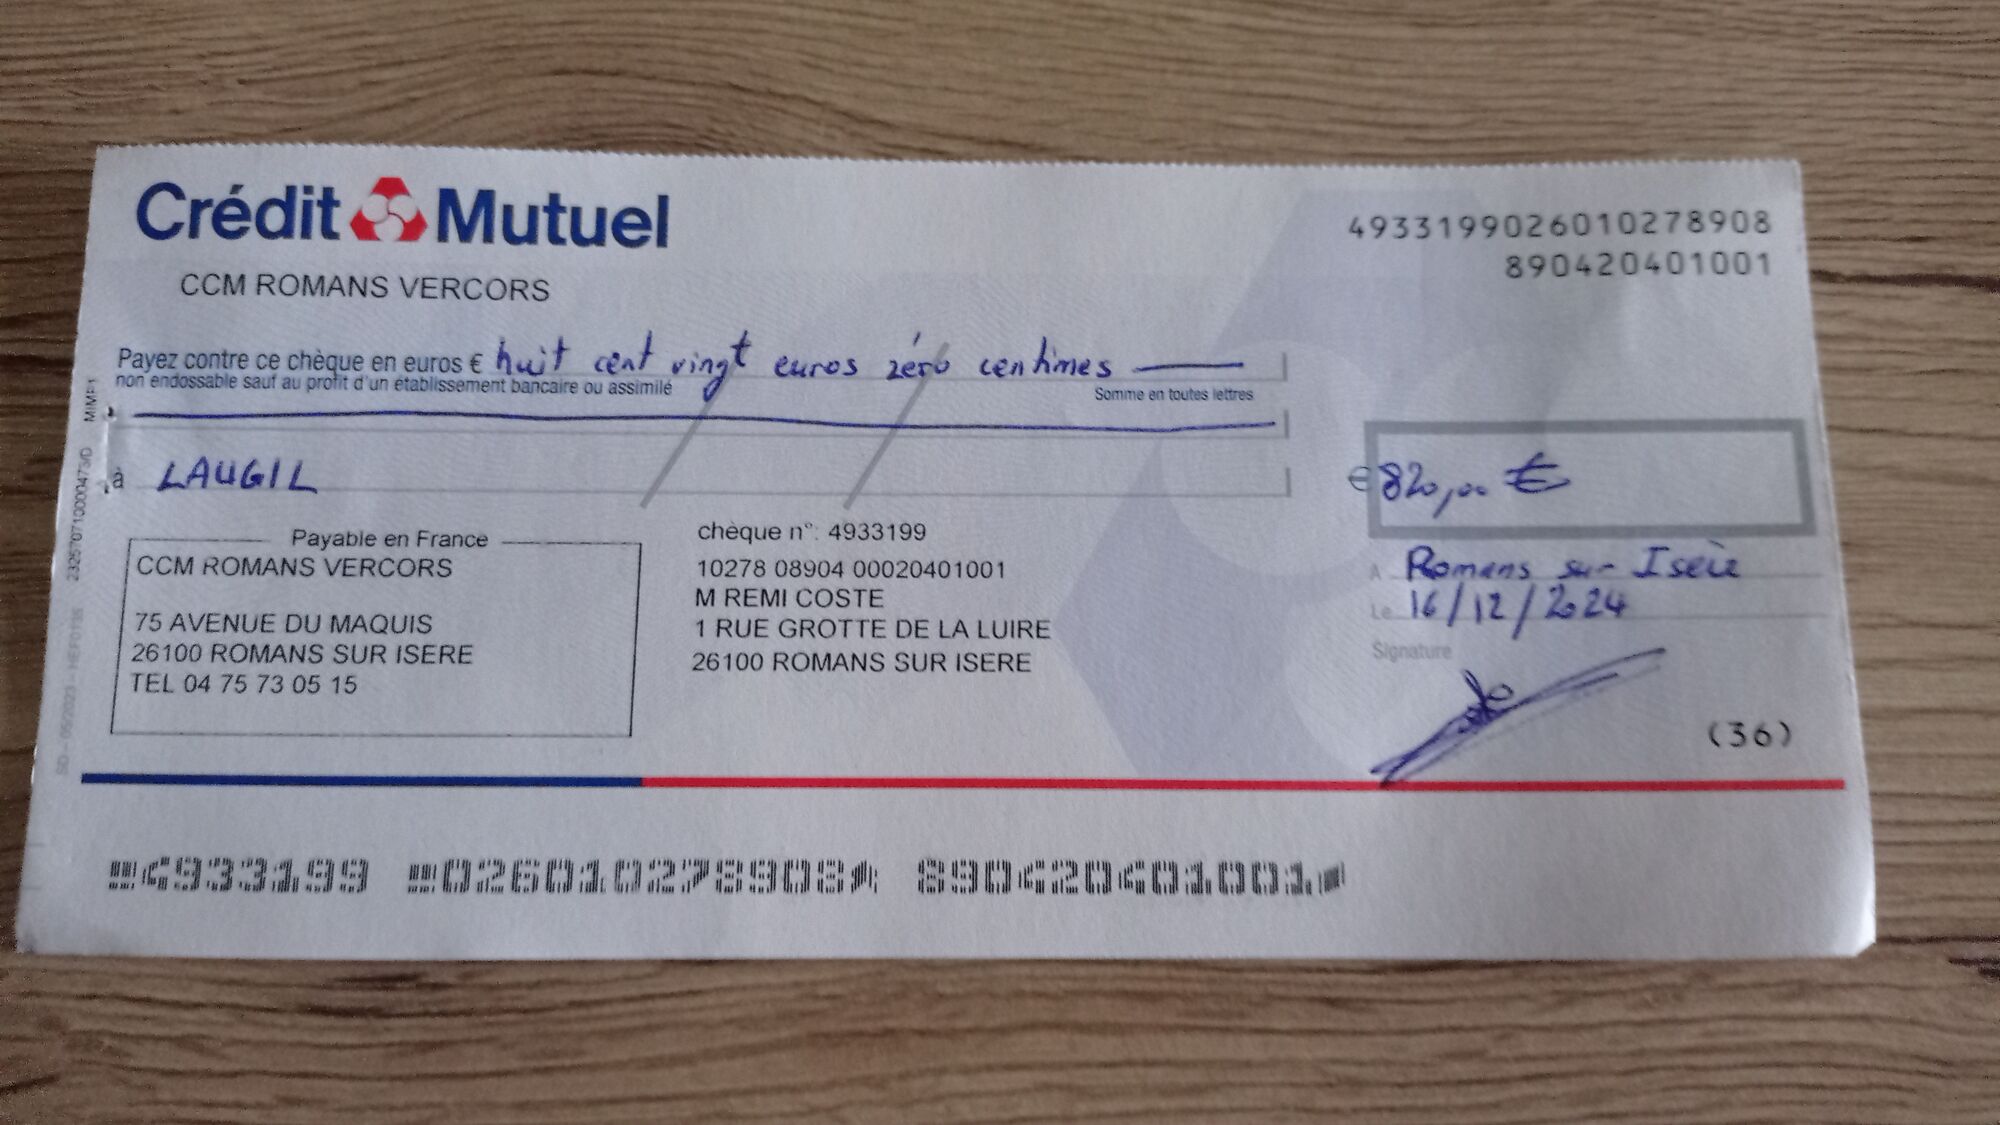 Crédit Mutuel
4933199026010278908
890420401001
CCM ROMANS VERCORS
Payez contre ce chèque en euros € huit cent vingt euros zéro centimes
non endossable sauf au profit d'un établissement bancaire ou assimilé
Somme en toutes lettres
à LAUGIL
€ 820,00 €
Payable en France
CCM ROMANS VERCORS
75 AVENUE DU MAQUIS
26100 ROMANS SUR ISERE
TEL 04 75 73 05 15
chèque n°: 4933199
10278 08904 00020401001
M REMI COSTE
1 RUE GROTTE DE LA LUIRE
26100 ROMANS SUR ISERE
A Romans sur Isère
Le 16/12/2024
Signature
(36)
4933199 026010278908 890420401001